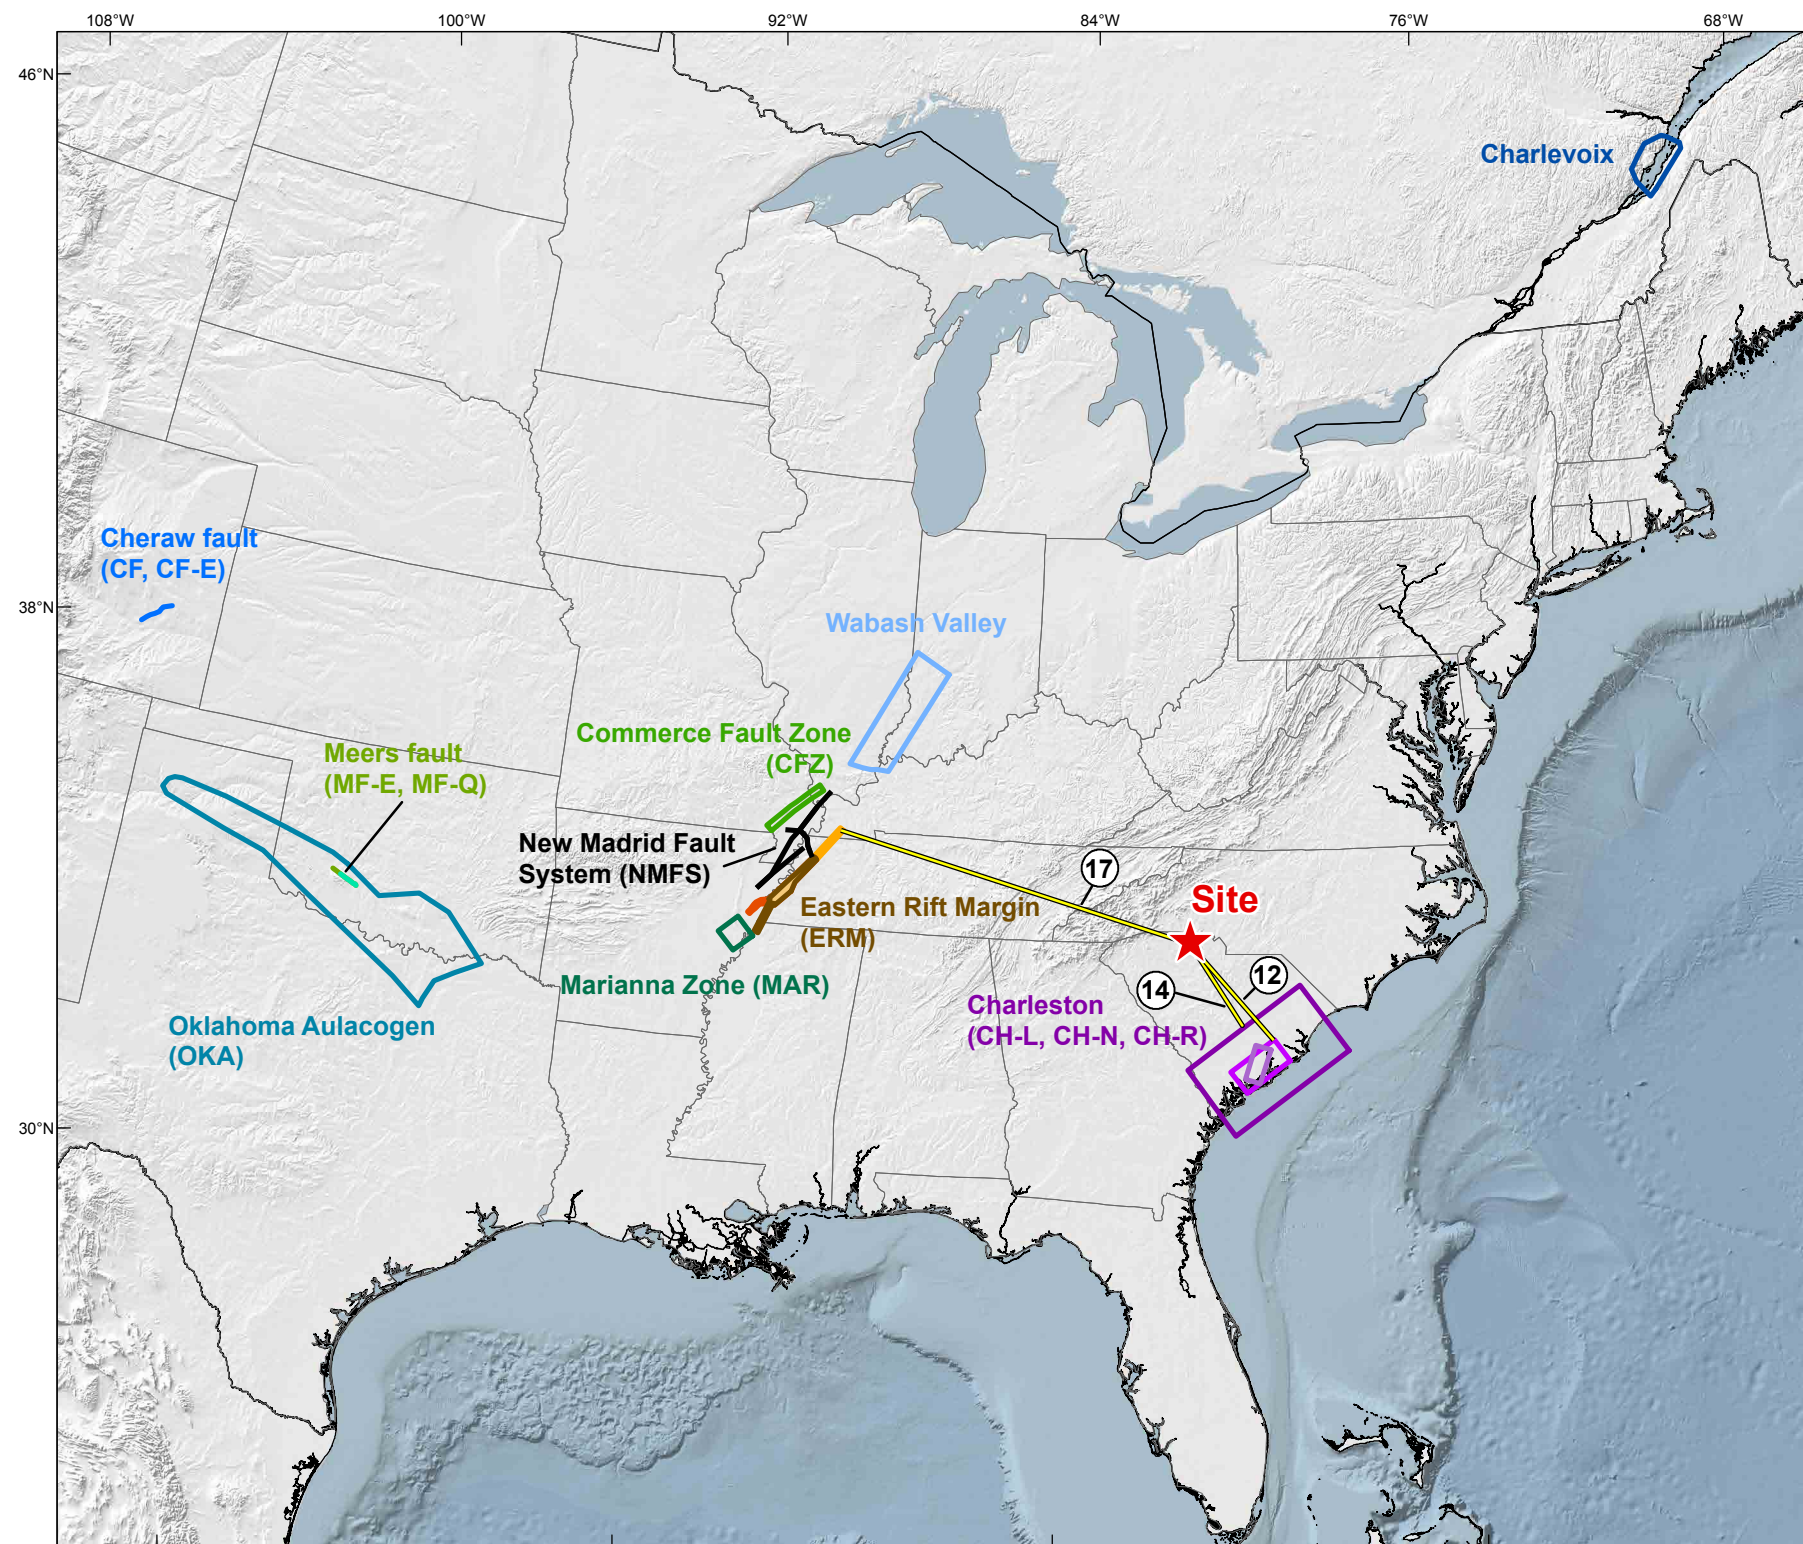 108°W
100°W
92°W
84°W
76°W
68°W
46°N
Charlevoix
Cheraw fault
(CF, CF-E)
38°N
Wabash Valley
Commerce Fault Zone
(CFZ)
Meers fault
(MF-E, MF-Q)
New Madrid Fault
System (NMFS)
17
Site
Eastern Rift Margin
(ERM)
12
14
Marianna Zone (MAR)
Charleston
(CH-L, CH-N, CH-R)
Oklahoma Aulacogen
(OKA)
30°N